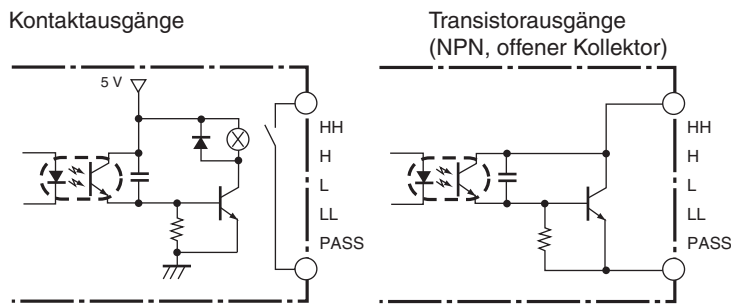 Kontaktausgänge
Transistorausgänge
(NPN, offener Kollektor)
5 V
HH
H
L
LL
PASS
HH
H
L
LL
PASS